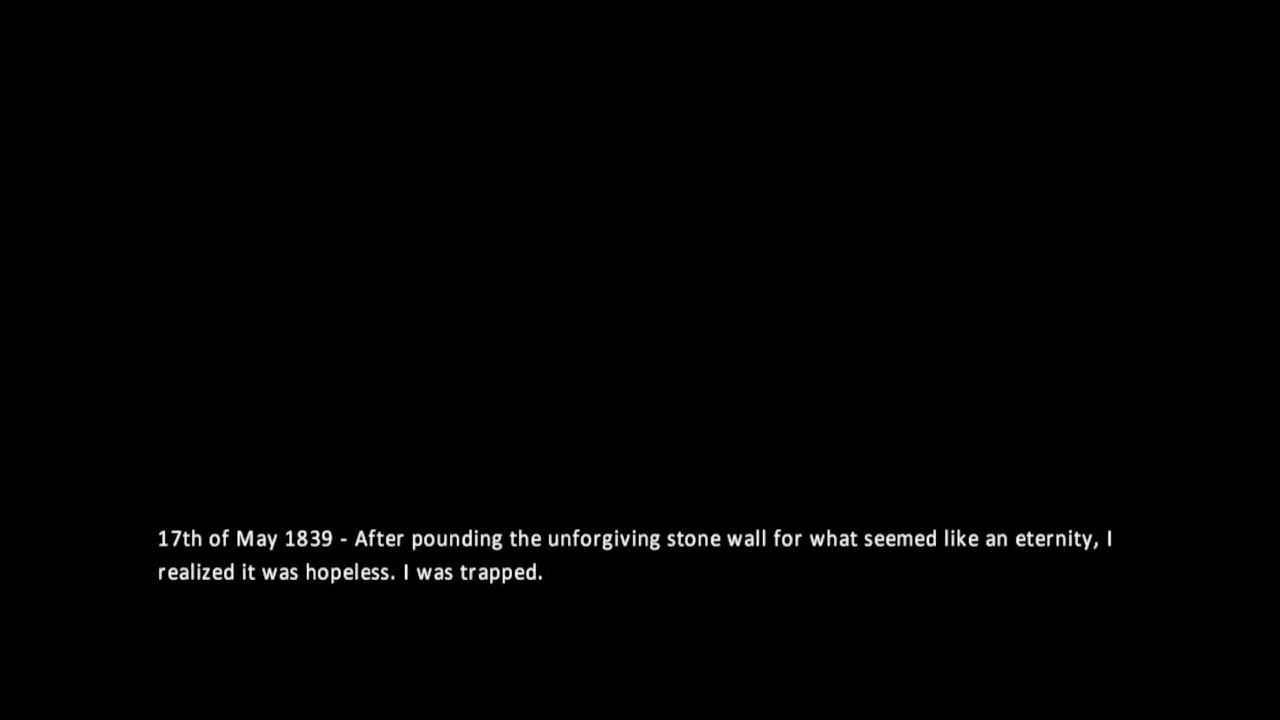 17th of May 1839 - After pounding the unforgiving stone wall for what seemed like an eternity, I
realized it was hopeless. I was trapped.